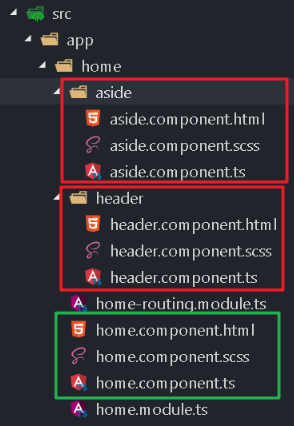 src
app
home
aside
aside.component.html
aside.component.scss
aside.component.ts
header
header.component.html
header.component.scss
header.component.ts
home-routing.module.ts
home.component.html
home.component.scss
home.component.ts
home.module.ts